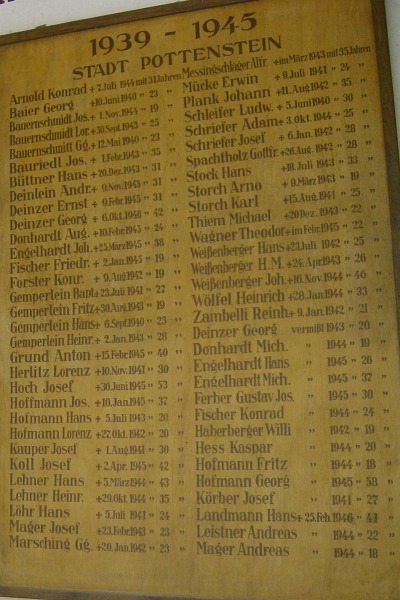 1939 - 1945
STADT POTTENSTEIN
Arnold Konrad +2.Juli 1944 mit 31 Jahren
Baier Georg +10.Juni 1940 " 23 "
Bauernschmidt Jos. +1.Nov.1944 " 19 "
Bauernschmidt Lor. +30.Sept.1943 " 25 "
Bauernschmitt Gg. +12.Mai 1940 " 23 "
Bauriedl Jos. +1.Febr.1943 " 35 "
Büttner Hans +20.Dez.1943 " 31 "
Deinlein Andr. +9.Nov.1943 " 31 "
Deinzer Ernst +9.Febr.1945 " 31 "
Deinzer Georg +6.Okt.1946 " 42 "
Donhardt Aug. +10.Febr.1945 " 24 "
Engelhardt Joh. +25.März1945 " 38 "
Fischer Friedr. +2.Jan.1945 " 19 "
Forster Konr. +9.Aug.1942 " 19 "
Gemperlein Bapt. +23.Juli 1941 " 27 "
Gemperlein Fritz +30.Aug.1943 " 19 "
Gemperlein Hans +6.Sept.1940 " 23 "
Gemperlein Heinr. +2.Jan.1943 " 28 "
Grund Anton +15.Febr.1945 " 40 "
Herlitz Lorenz +10.Nov.1941 " 30 "
Hoch Josef +30.Juni 1945 " 53 "
Hoffmann Jos. +10.Jan.1945 " 37 "
Hofmann Hans +5.Juli 1943 " 20 "
Hofmann Lorenz +27.Okt.1942 " 20 "
Kauper Josef +1.Aug.1941 " 30 "
Koll Josef +2.Apr.1945 " 42 "
Lehner Hans +5.März1944 " 43 "
Lehner Heinr. +29.Okt.1944 " 35 "
Löhr Hans +5.Juli 1941 " 24 "
Mager Josef +23.Febr.1943 " 23 "
Marsching Gg. +20.Jan.1942 " 23 "
Messingschlager Alfr. +im März 1943 mit 35 Jahren
Mücke Erwin +9.Juli 1941 " 24 "
Plank Johann +11.Aug.1942 " 35 "
Schleifer Ludw. +5.Juni 1940 " 30 "
Schriefer Adam +3.Okt.1944 " 25 "
Schriefer Josef +6.Jan.1942 " 28 "
Spachtholz Gottfr. +26.Aug.1942 " 28 "
Stock Hans +18.Juli 1943 " 33 "
Storch Arno +9.März 1943 " 19 "
Storch Karl +15.Aug.1941 " 25 "
Thiem Michael +20.Dez.1943 " 22 "
Wagner Theodor +im Febr.1945 " 22 "
Weißenberger Hans +23.Juli 1942 " 25 "
Weißenberger H.M. +24.Apr.1943 " 26 "
Weißenberger Joh. +16.Nov.1944 " 46 "
Wölfel Heinrich +28.Jan.1944 " 33 "
Zambelli Reinh. +9.Jan.1942 " 21 "
Deinzer Georg vermißt 1943 " 20 "
Donhardt Mich. " 1944 " 19 "
Engelhardt Hans " 1945 " 26 "
Engelhardt Mich. " 1945 " 37 "
Ferber Gustav Jos. " 1945 " 30 "
Fischer Konrad " 1944 " 24 "
Haberberger Willi " 1942 " 19 "
Hess Kaspar " 1944 " 20 "
Hofmann Fritz " 1944 " 18 "
Hofmann Georg " 1945 " 58 "
Körber Josef " 1941 " 27 "
Landmann Hans +25.Feb.1946 " 41 "
Leistner Andreas " 1944 " 22 "
Mager Andreas " 1944 " 18 "